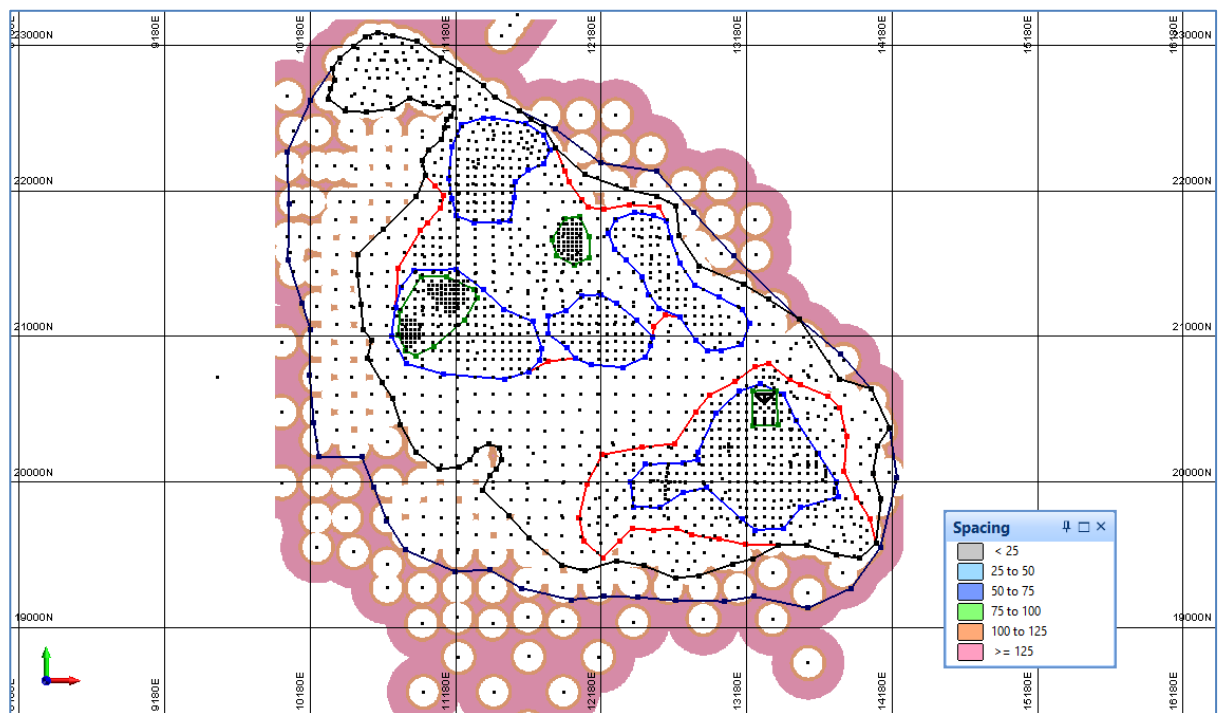 23000N
23000N
22000N
22000N
21000N
21000N
20000N
20000N
19000N
19000N
9180E
10180E
11180E
12180E
13180E
14180E
15180E
16180E
9180E
10180E
11180E
12180E
13180E
14180E
15180E
16180E
Spacing
< 25
25 to 50
50 to 75
75 to 100
100 to 125
>= 125